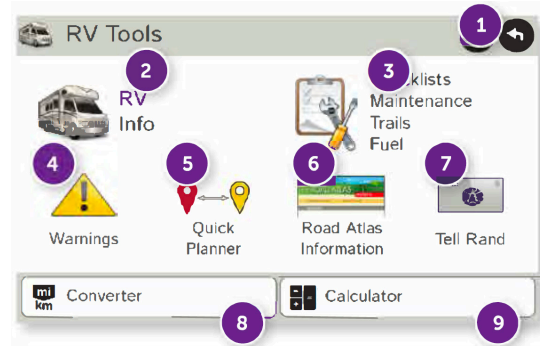 RV Tools
1
2
RV
Info
3
Maintenance
Trails
Fuel
4
Warnings
5
Quick
Planner
6
Road Atlas
Information
7
Tell Rand
mi
km
Converter
8
Calculator
9